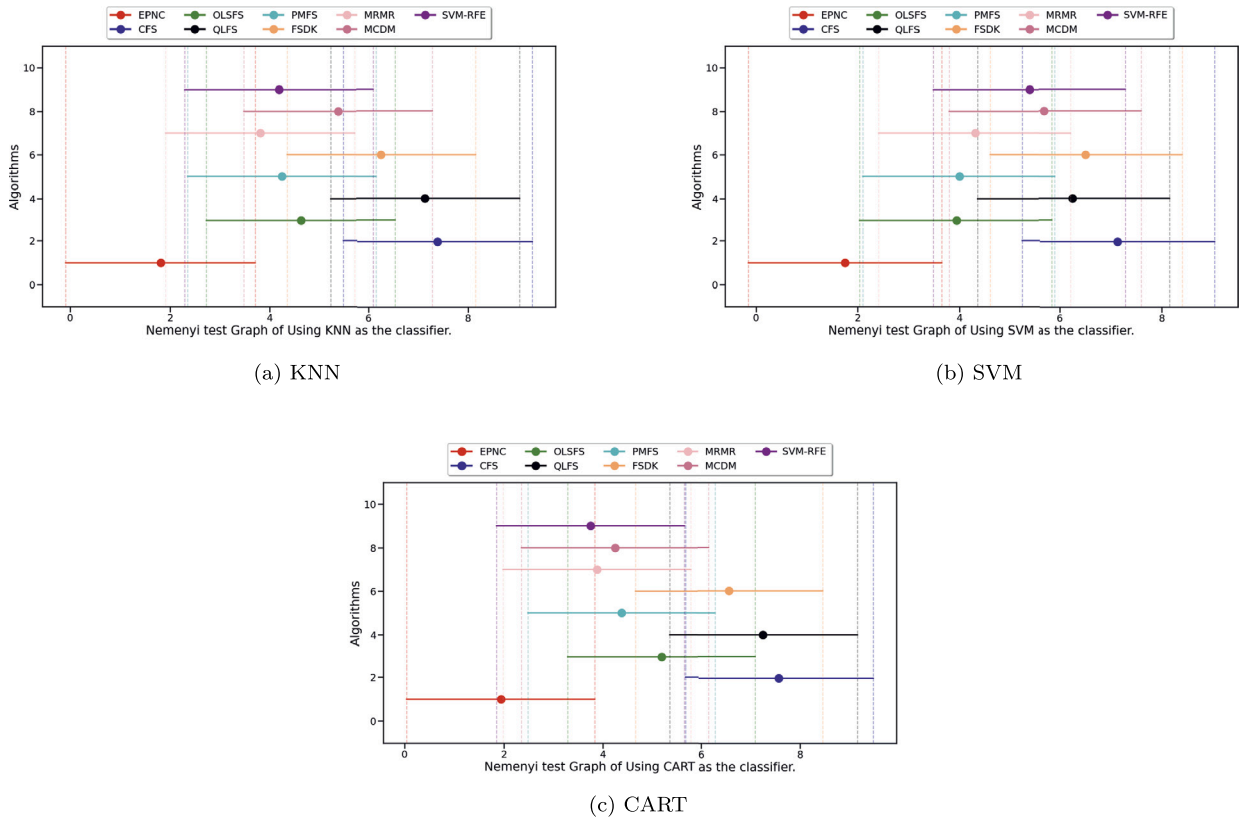 EPNC OLSFS PMFS MRMR SVM-RFE
CFS QLFS FSDK MCDM
10
8
6
4
2
0
Algorithms
0 2 4 6 8
Nemenyi test Graph of Using KNN as the classifier.
(a) KNN
EPNC OLSFS PMFS MRMR SVM-RFE
CFS QLFS FSDK MCDM
10
8
6
4
2
0
Algorithms
0 2 4 6 8
Nemenyi test Graph of Using SVM as the classifier.
(b) SVM
EPNC OLSFS PMFS MRMR SVM-RFE
CFS QLFS FSDK MCDM
10
8
6
4
2
0
Algorithms
0 2 4 6 8
Nemenyi test Graph of Using CART as the classifier.
(c) CART